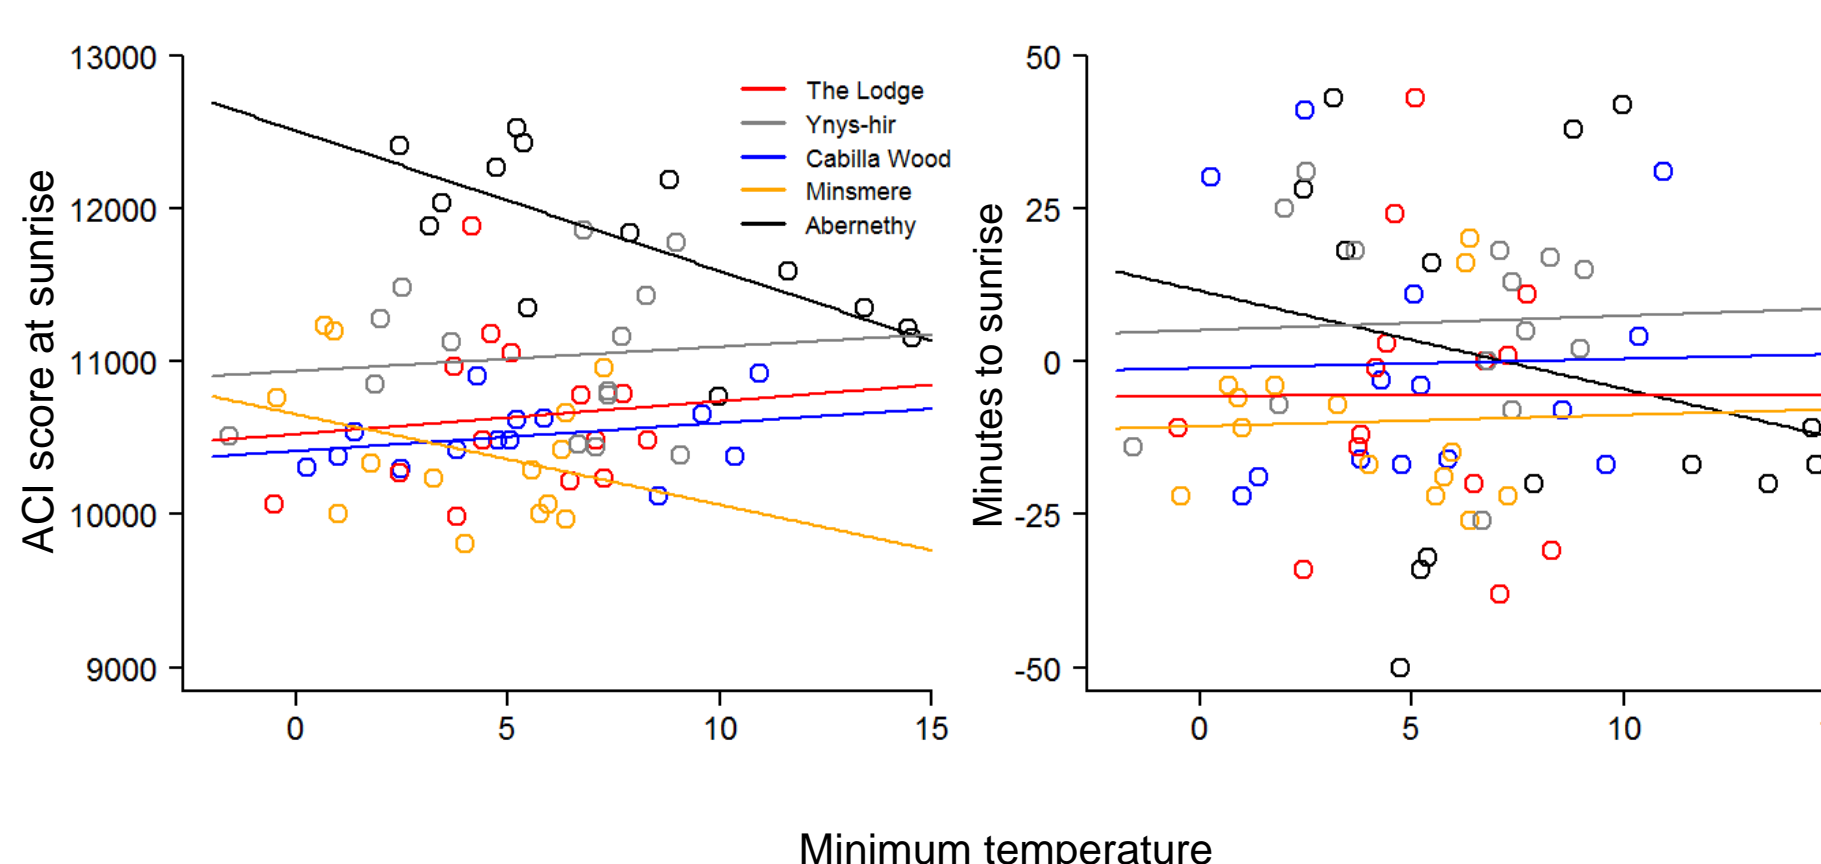 13000
12000
11000
10000
9000
ACI score at sunrise
0 5 10 15
The Lodge
Ynys-hir
Cabilla Wood
Minsmere
Abernethy
50
25
0
-25
-50
Minutes to sunrise
0 5 10
Minimum temperature